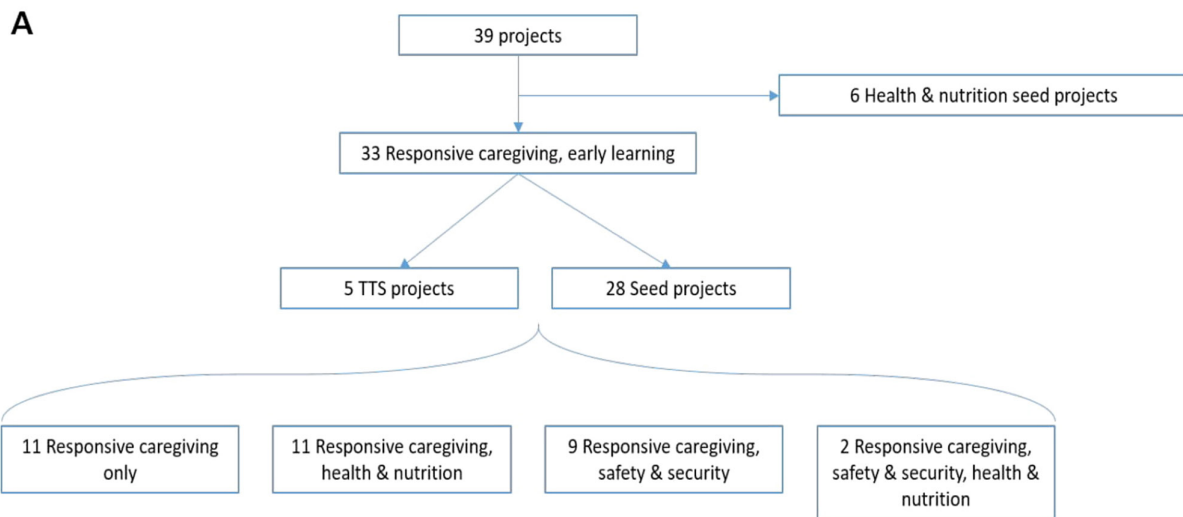 A
39 projects
6 Health & nutrition seed projects
33 Responsive caregiving, early learning
5 TTS projects
28 Seed projects
11 Responsive caregiving
only
11 Responsive caregiving,
health & nutrition
9 Responsive caregiving,
safety & security
2 Responsive caregiving,
safety & security, health &
nutrition